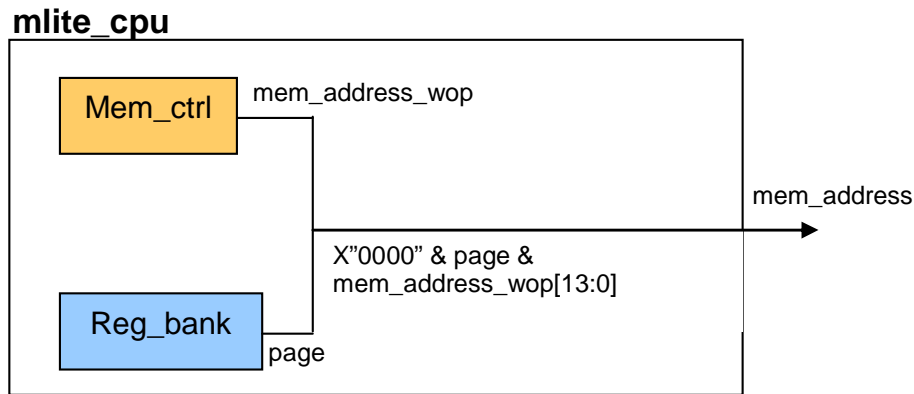 mlite_cpu
Mem_ctrl
mem_address_wop
mem_address
X”0000” & page &
mem_address_wop[13:0]
Reg_bank
page